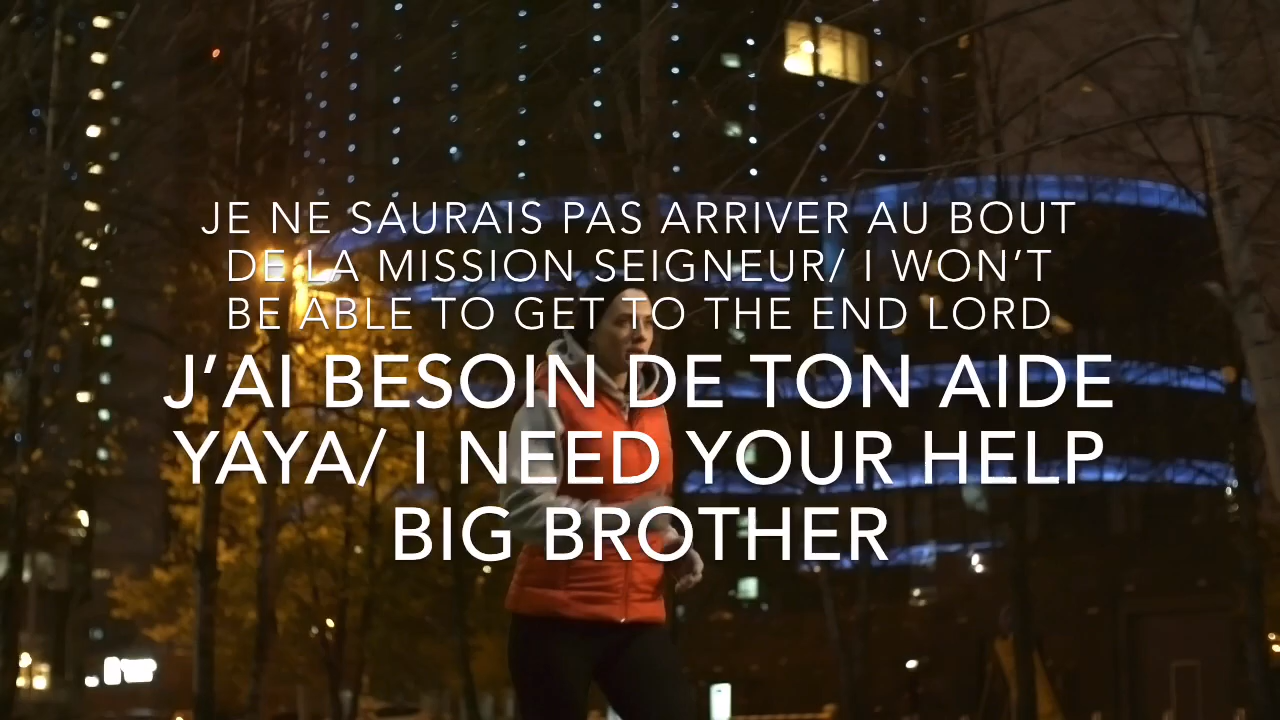 JE NE SAURAIS PAS ARRIVER AU BOUT
DE LA MISSION SEIGNEUR/ I WON’T
BE ABLE TO GET TO THE END LORD
J’AI BESOIN DE TON AIDE
YAYA/ I NEED YOUR HELP
BIG BROTHER